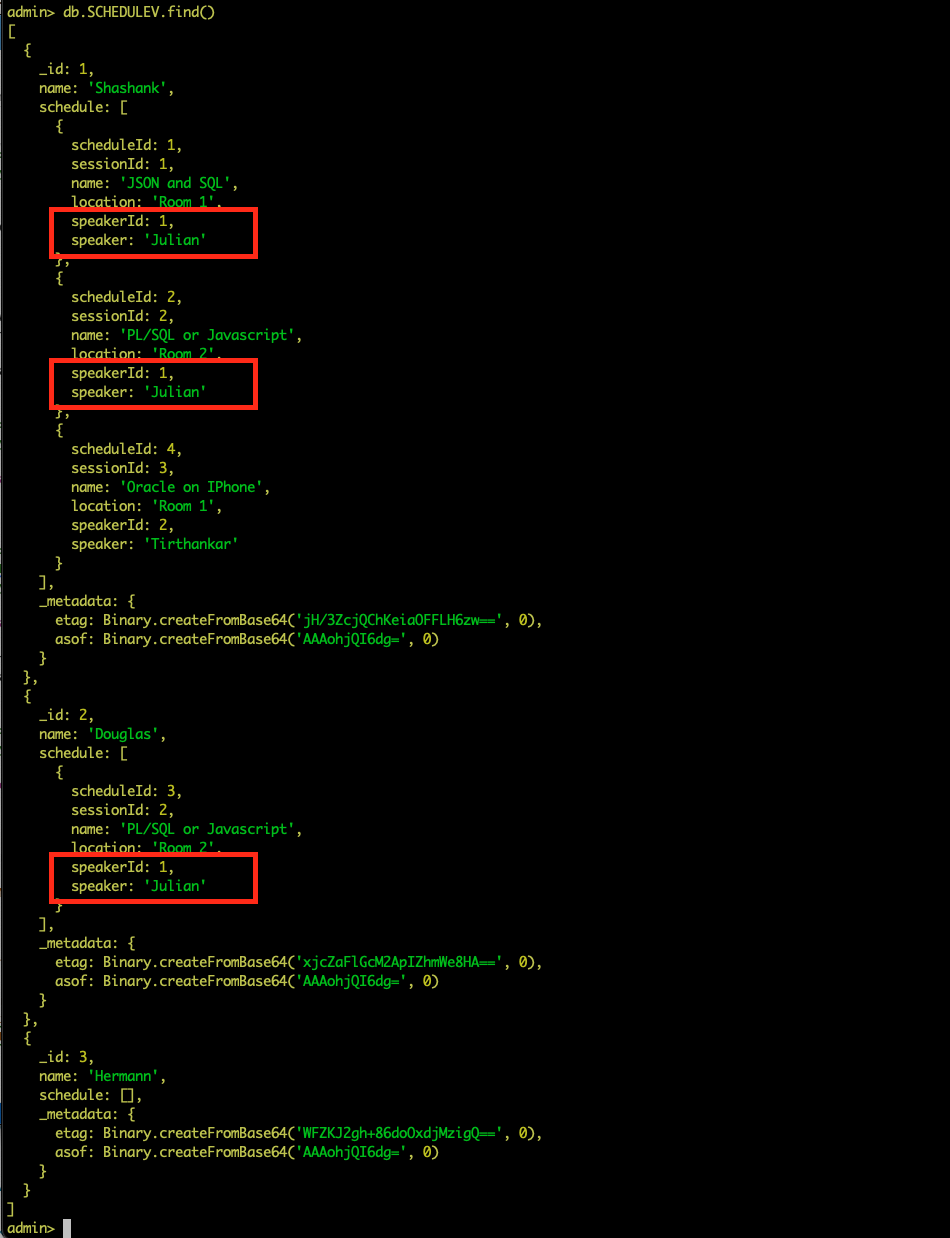 admin> db.SCHEDULEV.find()
[
  {
    _id: 1,
    name: 'Shashank',
    schedule: [
      {
        scheduleId: 1,
        sessionId: 1,
        name: 'JSON and SQL',
        location: 'Room 1',
        speakerId: 1,
        speaker: 'Julian'
      },
      {
        scheduleId: 2,
        sessionId: 2,
        name: 'PL/SQL or Javascript',
        location: 'Room 2',
        speakerId: 1,
        speaker: 'Julian'
      },
      {
        scheduleId: 4,
        sessionId: 3,
        name: 'Oracle on IPhone',
        location: 'Room 1',
        speakerId: 2,
        speaker: 'Tirthankar'
      }
    ],
    _metadata: {
      etag: Binary.createFromBase64('jH/3ZcjQChKeiaOFFLH6zw==', 0),
      asof: Binary.createFromBase64('AAAohjQI6dg=', 0)
    }
  },
  {
    _id: 2,
    name: 'Douglas',
    schedule: [
      {
        scheduleId: 3,
        sessionId: 2,
        name: 'PL/SQL or Javascript',
        location: 'Room 2',
        speakerId: 1,
        speaker: 'Julian'
      }
    ],
    _metadata: {
      etag: Binary.createFromBase64('xjcZaFlGcM2ApIZhmWe8HA==', 0),
      asof: Binary.createFromBase64('AAAohjQI6dg=', 0)
    }
  },
  {
    _id: 3,
    name: 'Hermann',
    schedule: [],
    _metadata: {
      etag: Binary.createFromBase64('WFZKJ2gh+86doOxdjMzigQ==', 0),
      asof: Binary.createFromBase64('AAAohjQI6dg=', 0)
    }
  }
]
admin>